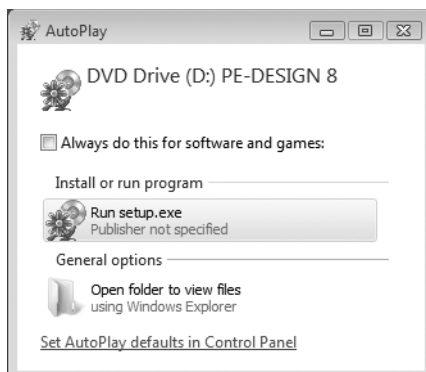 AutoPlay
DVD Drive (D:) PE-DESIGN 8
Always do this for software and games:
Install or run program
Run setup.exe
Publisher not specified
General options
Open folder to view files
using Windows Explorer
Set AutoPlay defaults in Control Panel